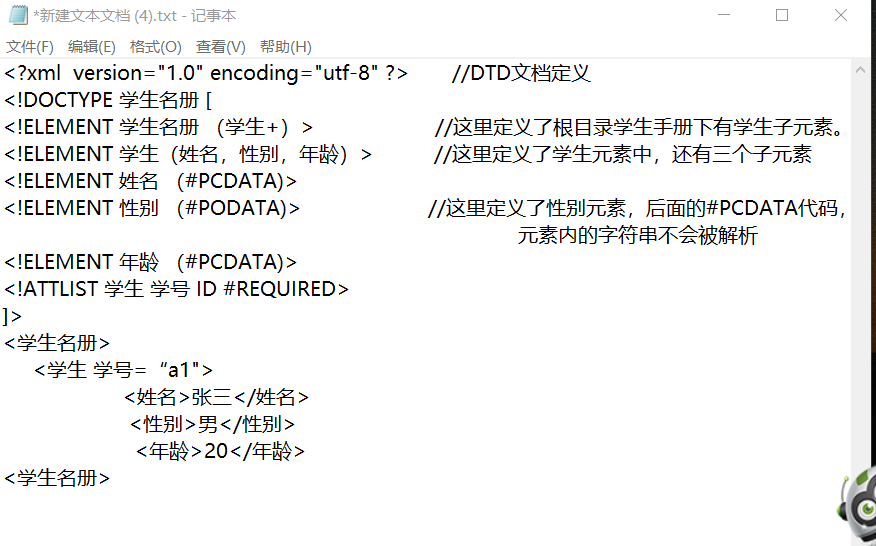 *新建文本文档 (4).txt - 记事本
文件(F) 编辑(E) 格式(O) 查看(V) 帮助(H)
<?xml  version="1.0" encoding="utf-8" ?> //DTD文档定义
<!DOCTYPE 学生名册 [
<!ELEMENT 学生名册 （学生+）> //这里定义了根目录学生手册下有学生子元素。
<!ELEMENT 学生（姓名，性别，年龄）> //这里定义了学生元素中，还有三个子元素
<!ELEMENT 姓名 （#PCDATA)>
<!ELEMENT 性别 （#PODATA)> //这里定义了性别元素，后面的#PCDATA代码，
元素内的字符串不会被解析
<!ELEMENT 年龄 （#PCDATA)>
<!ATTLIST 学生 学号 ID #REQUIRED>
]>
<学生名册>
<学生 学号=“a1">
<姓名>张三</姓名>
<性别>男</性别>
<年龄>20</年龄>
<学生名册>